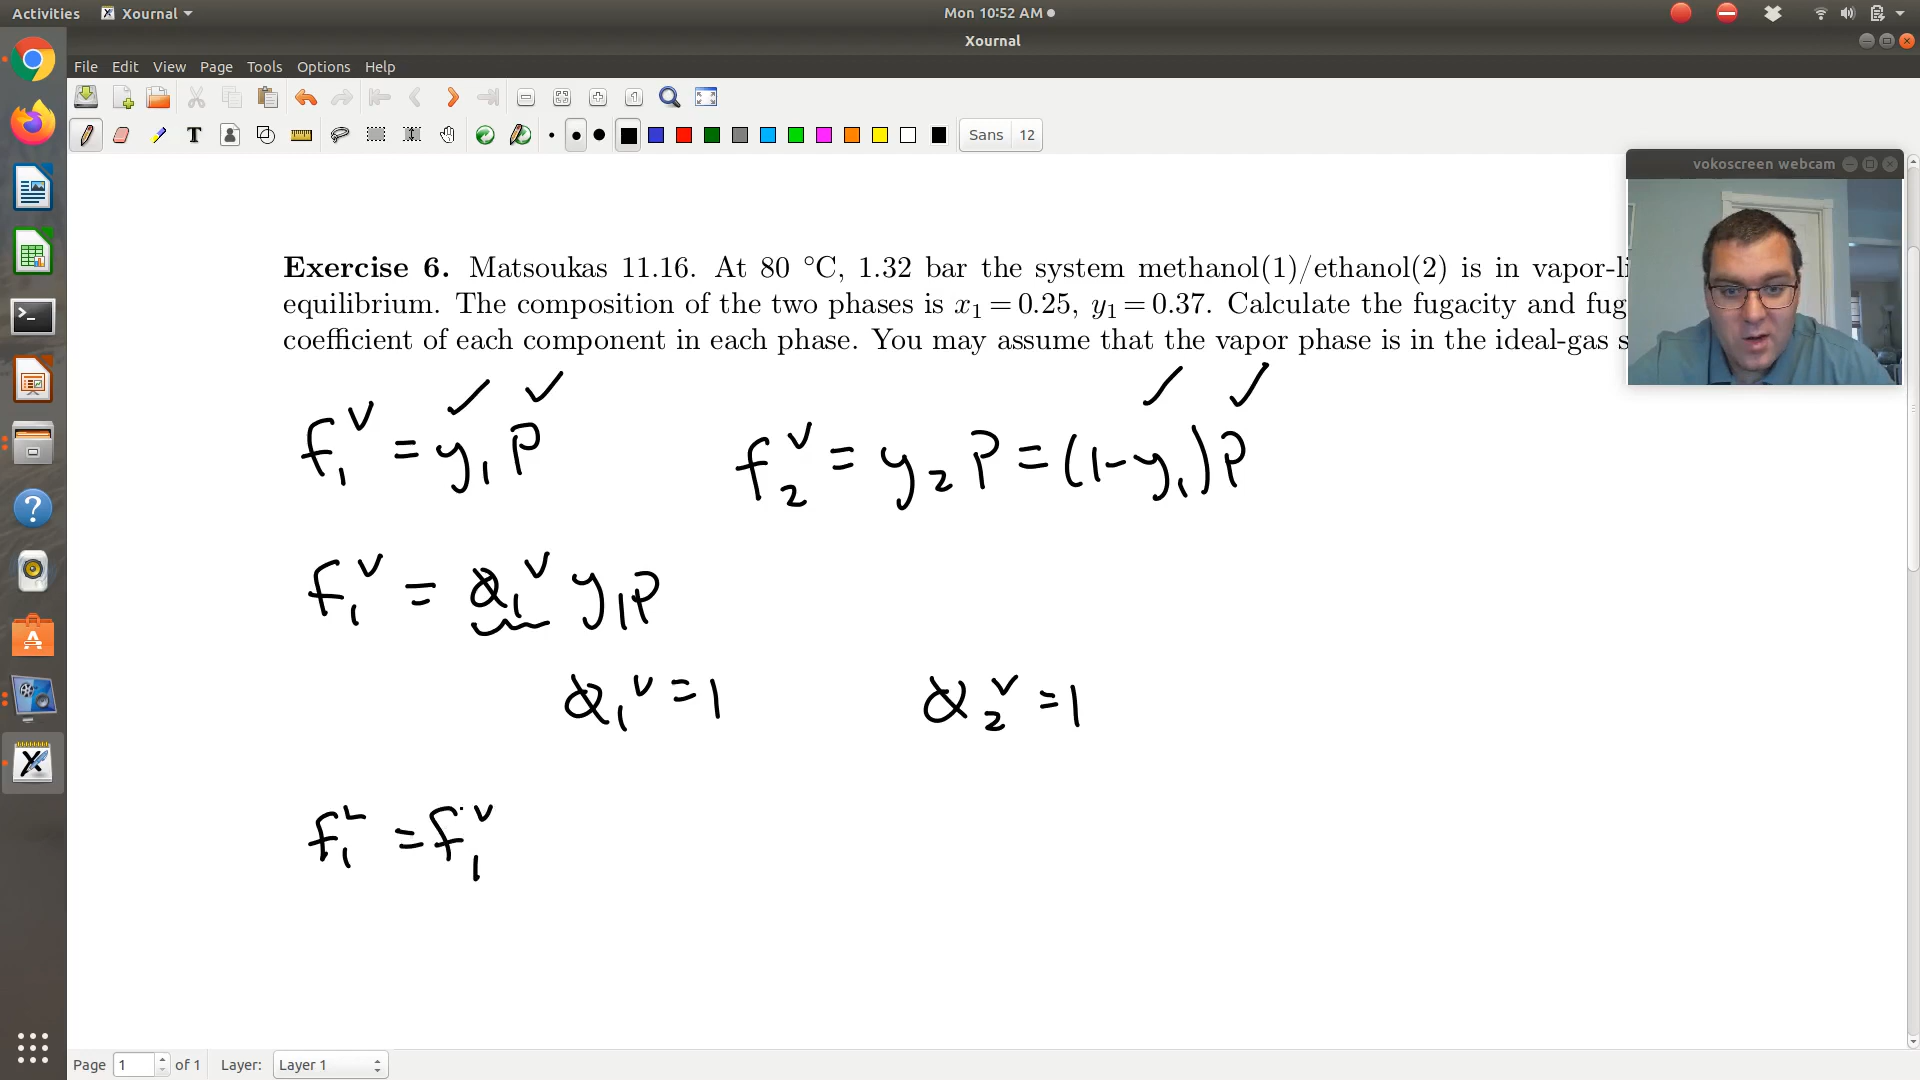 Activities Xournal Mon 10:52 AM
Xournal
File Edit View Page Tools Options Help
Sans 12
vokoscreen webcam
Exercise 6. Matsoukas 11.16. At 80 °C, 1.32 bar the system methanol(1)/ethanol(2) is in vapor-li
equilibrium. The composition of the two phases is x₁ = 0.25, y₁ = 0.37. Calculate the fugacity and fug
coefficient of each component in each phase. You may assume that the vapor phase is in the ideal-gas s
✓ ✓ ✓ ✓
f₁ᵛ = y₁ P f₂ᵛ = y₂ P = (1-y₁) P
f₁ᵛ = φ₁ᵛ y₁ P
φ₁ᵛ = 1 φ₂ᵛ = 1
f₁ᴸ = f₁ᵛ
Page 1 of 1 Layer: Layer 1